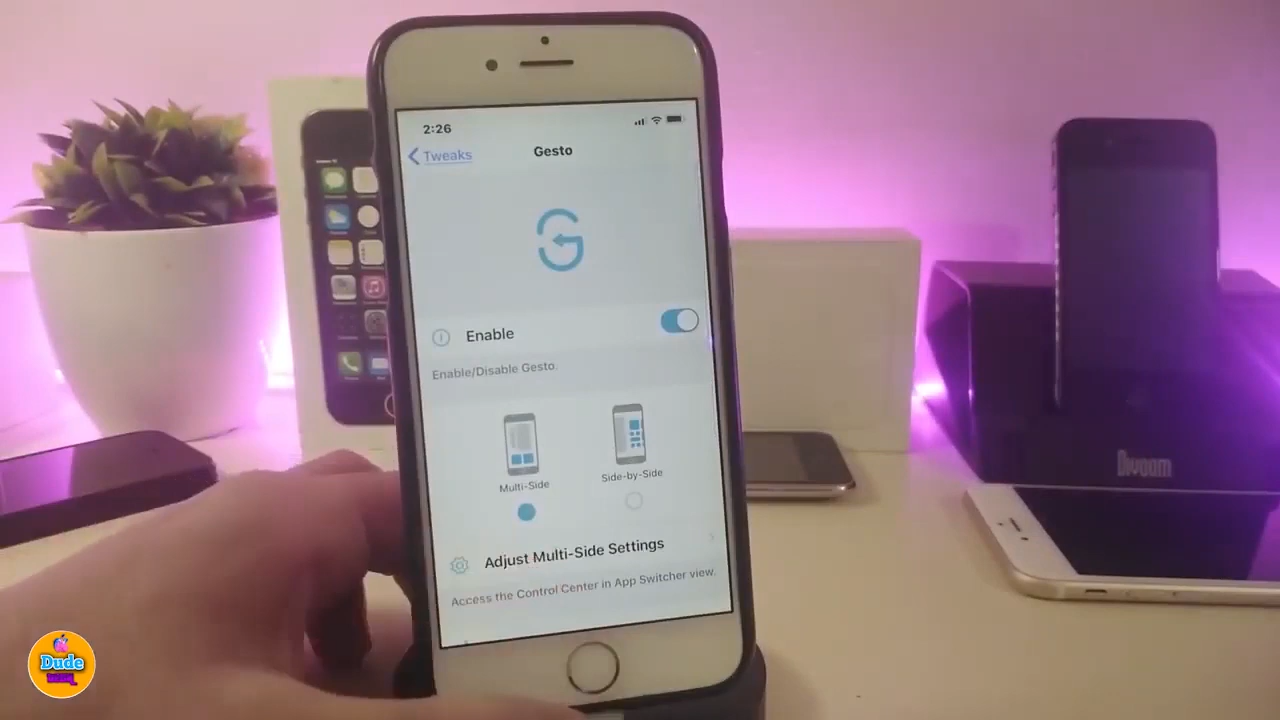 2:26
Tweaks
Gesto
Enable
Enable/Disable Gesto.
Multi-Side
Side-by-Side
Adjust Multi-Side Settings
Access the Control Center in App Switcher view.
Divoom
Dude